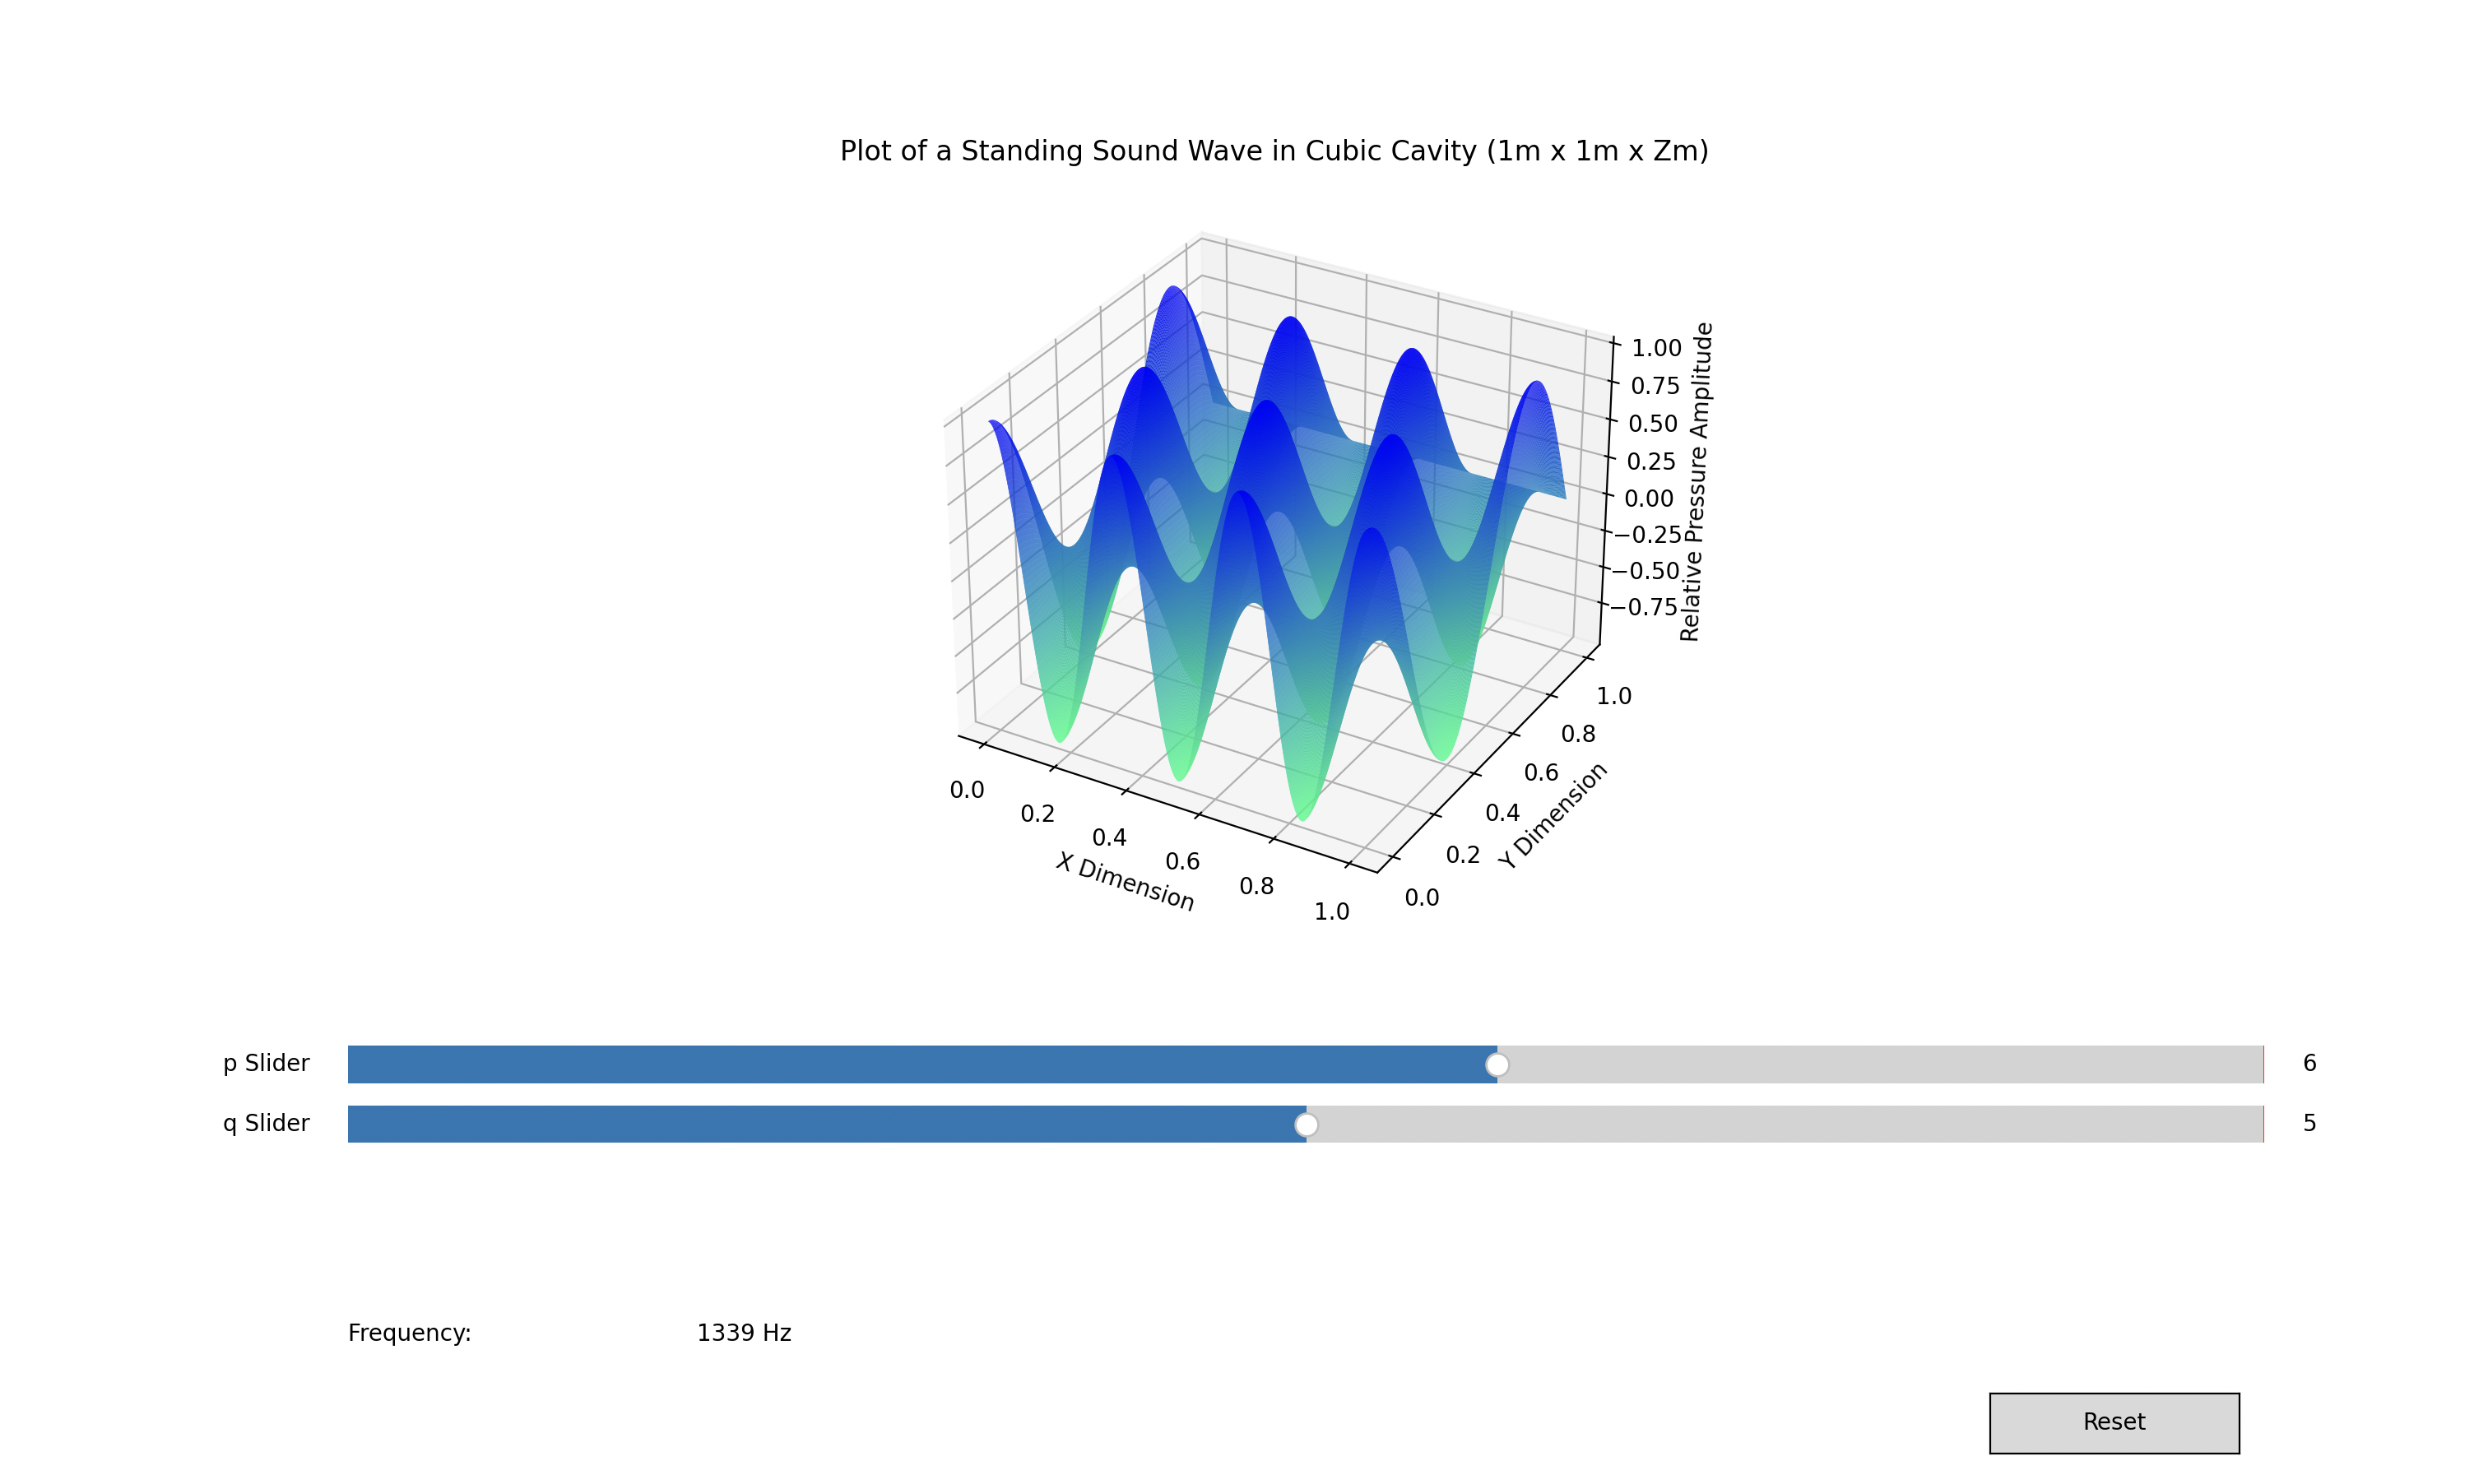 Plot of a Standing Sound Wave in Cubic Cavity (1m x 1m x Zm)
1.00
0.75
0.50
0.25
0.00
−0.25
−0.50
−0.75
Relative Pressure Amplitude
0.0
0.2
0.4
0.6
0.8
1.0
X Dimension
0.0
0.2
0.4
0.6
0.8
1.0
Y Dimension
p Slider 6
q Slider 5
Frequency: 1339 Hz
Reset